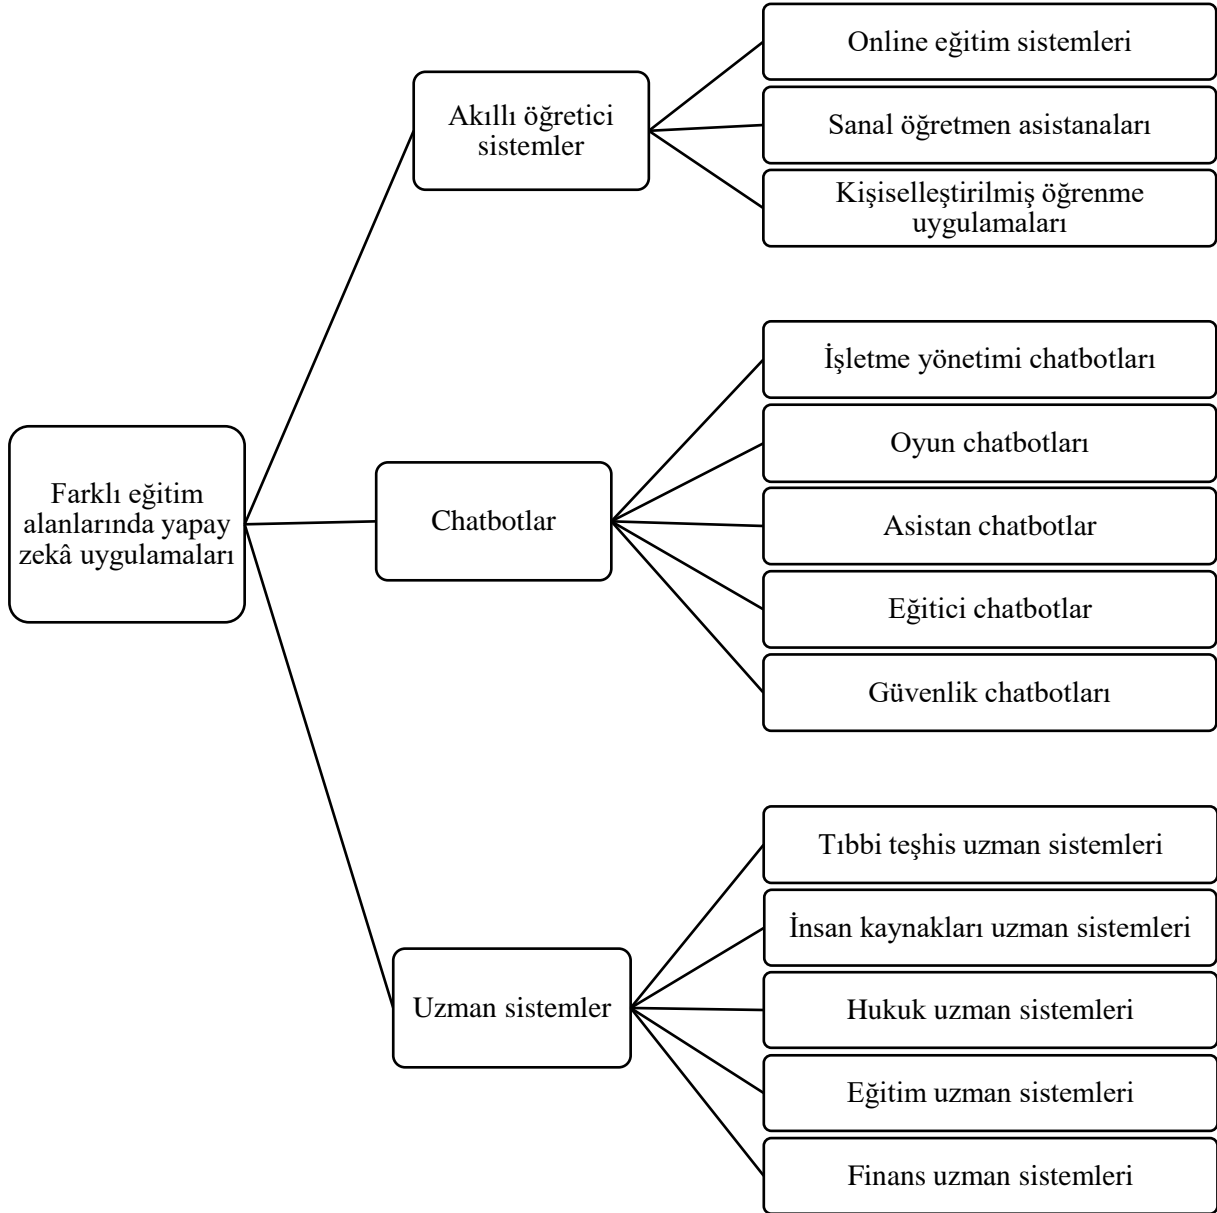 Farklı eğitim
alanlarında yapay
zekâ uygulamaları
Akıllı öğretici
sistemler
Online eğitim sistemleri
Sanal öğretmen asistanaları
Kişiselleştirilmiş öğrenme
uygulamaları
Chatbotlar
İşletme yönetimi chatbotları
Oyun chatbotları
Asistan chatbotlar
Eğitici chatbotlar
Güvenlik chatbotları
Uzman sistemler
Tıbbi teşhis uzman sistemleri
İnsan kaynakları uzman sistemleri
Hukuk uzman sistemleri
Eğitim uzman sistemleri
Finans uzman sistemleri